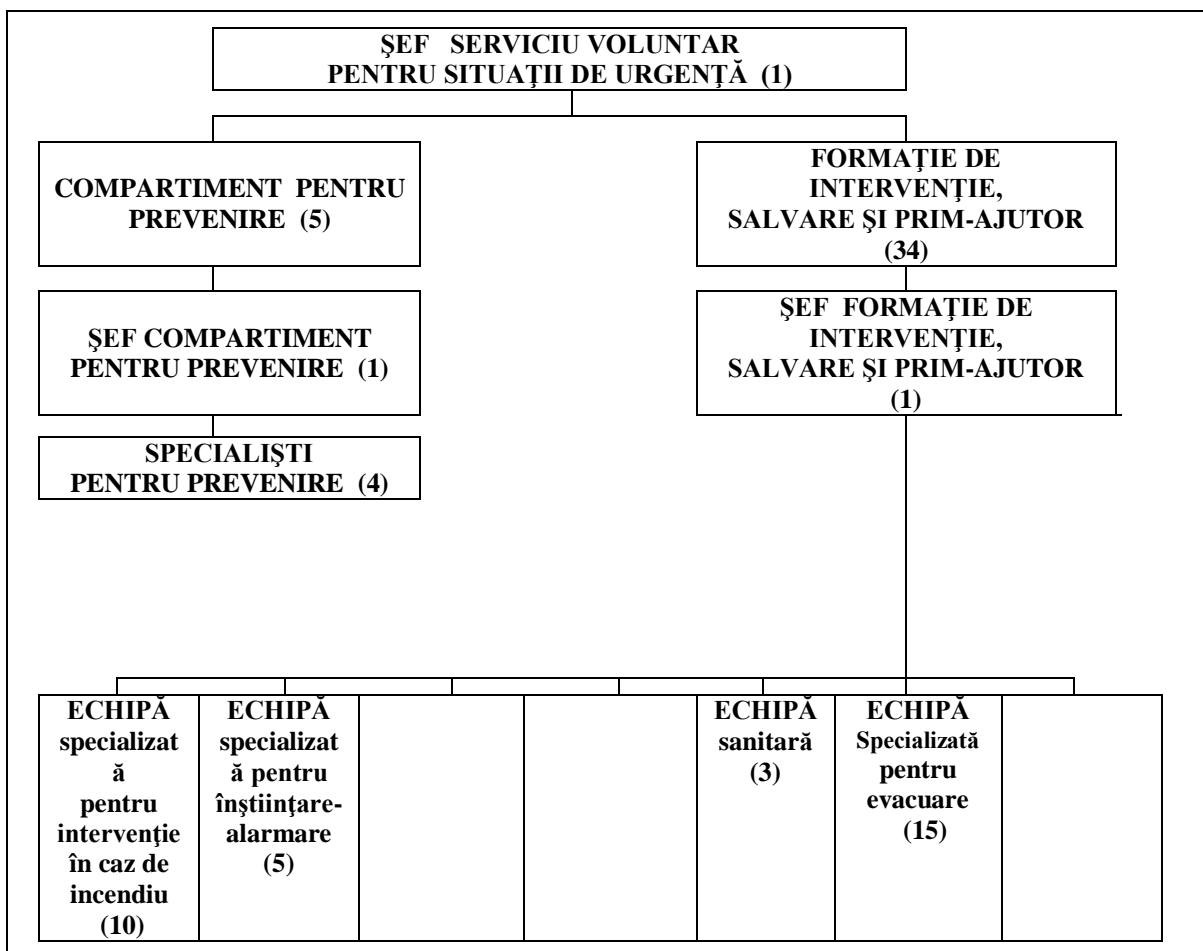 ŞEF SERVICIU VOLUNTAR
PENTRU SITUAŢII DE URGENŢĂ (1)
COMPARTIMENT PENTRU
PREVENIRE (5)
FORMAŢIE DE
INTERVENŢIE,
SALVARE ŞI PRIM-AJUTOR
(34)
ŞEF COMPARTIMENT
PENTRU PREVENIRE (1)
ŞEF FORMAŢIE DE
INTERVENŢIE,
SALVARE ŞI PRIM-AJUTOR
(1)
SPECIALIŞTI
PENTRU PREVENIRE (4)
ECHIPĂ
specializat
ă
pentru
intervenţie
în caz de
incendiu
(10)
ECHIPĂ
specializat
ă pentru
înştiinţare-
alarmare
(5)
ECHIPĂ
sanitară
(3)
ECHIPĂ
Specializată
pentru
evacuare
(15)